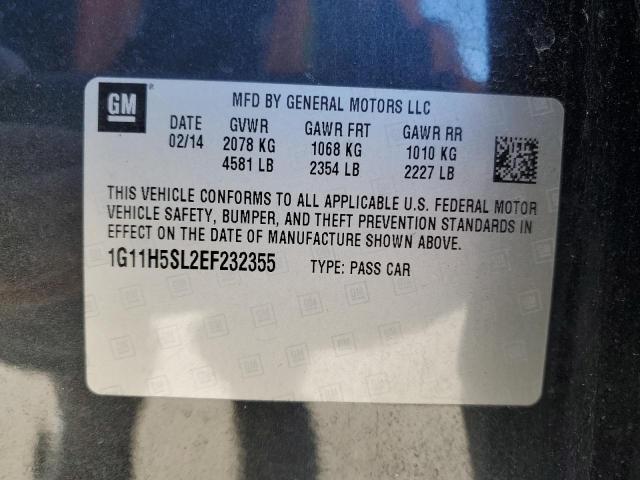 GM
MFD BY GENERAL MOTORS LLC
DATE GVWR GAWR FRT GAWR RR
02/14 2078 KG 1068 KG 1010 KG
4581 LB 2354 LB 2227 LB
THIS VEHICLE CONFORMS TO ALL APPLICABLE U.S. FEDERAL MOTOR
VEHICLE SAFETY, BUMPER, AND THEFT PREVENTION STANDARDS IN
EFFECT ON THE DATE OF MANUFACTURE SHOWN ABOVE.
1G11H5SL2EF232355 TYPE: PASS CAR